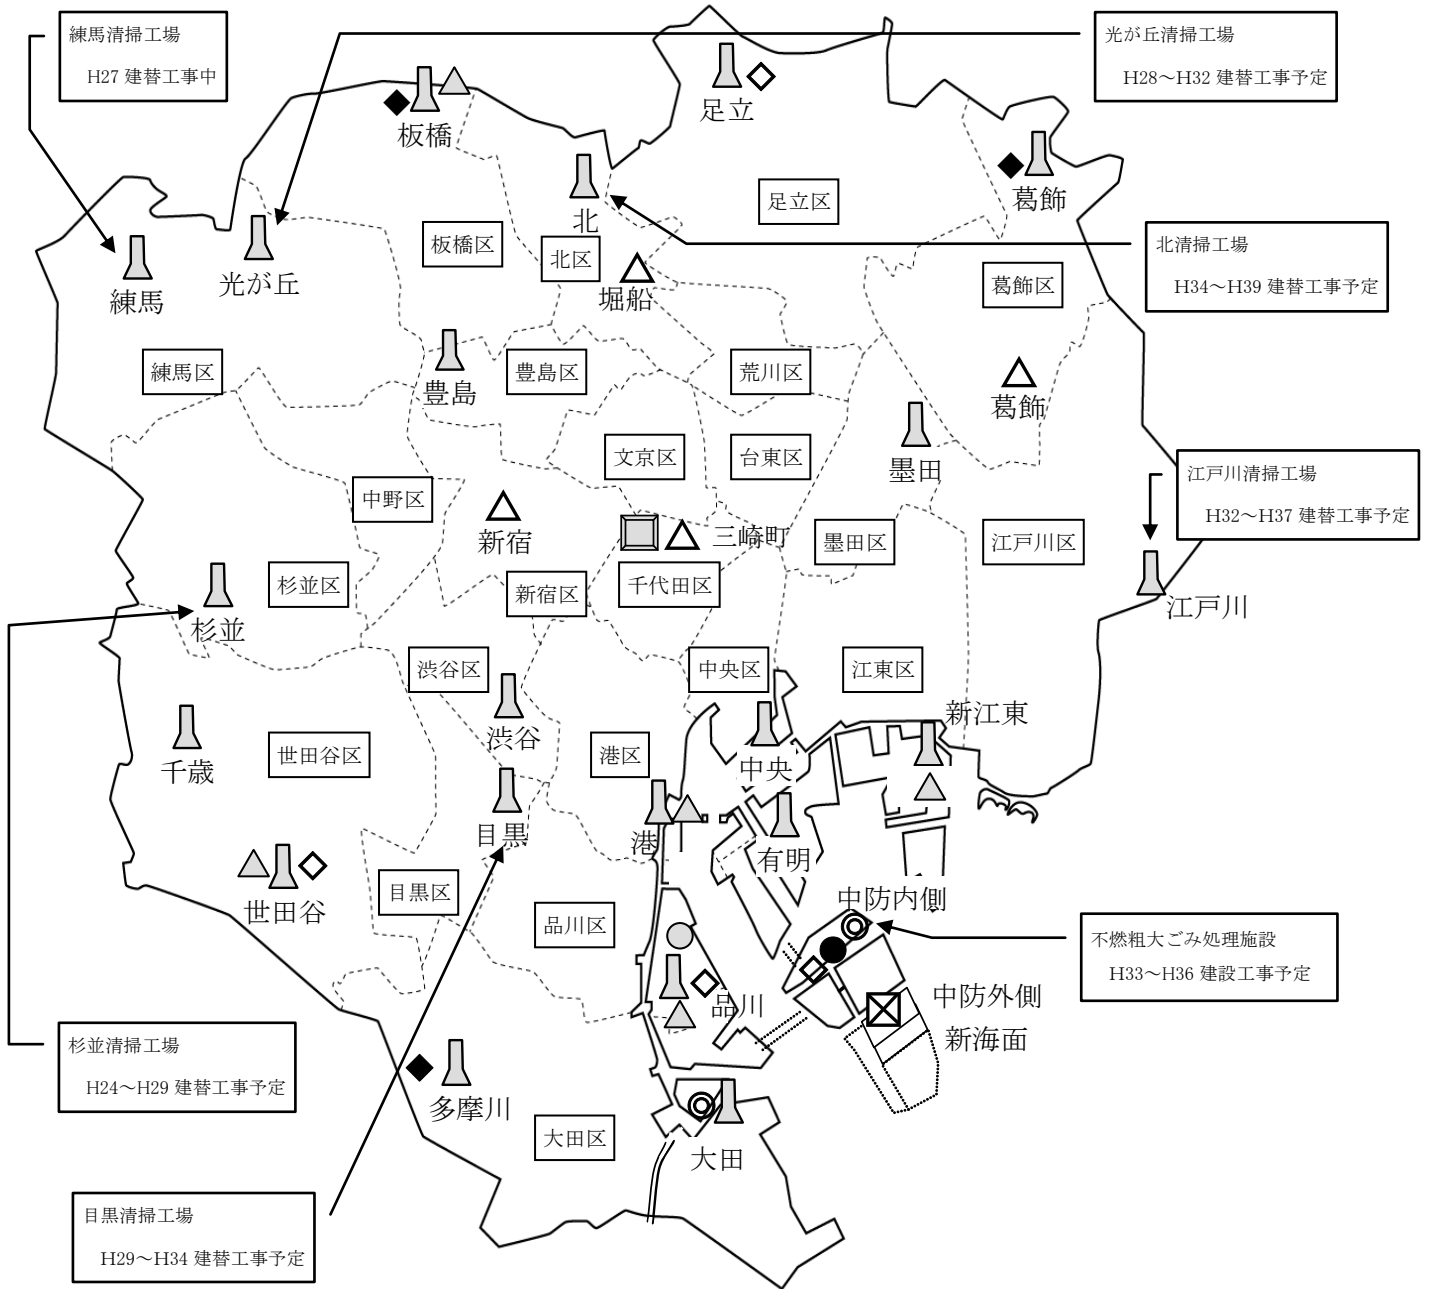 練馬清掃工場
H27 建替工事中
光が丘清掃工場
H28～H32 建替工事予定
足立
板橋
葛飾
北
足立区
板橋区
北区
北清掃工場
H34～H39 建替工事予定
光が丘
練馬
堀船
葛飾区
練馬区
豊島
豊島区
荒川区
葛飾
文京区
台東区
墨田
江戸川清掃工場
H32～H37 建替工事予定
中野区
新宿
三崎町
墨田区
江戸川区
杉並区
新宿区
千代田区
江戸川
杉並
渋谷区
中央区
江東区
新江東
渋谷
千歳
世田谷区
港区
中央
目黒
港
有明
目黒区
中防内側
世田谷
品川区
不燃粗大ごみ処理施設
H33～H36 建設工事予定
品川
中防外側
新海面
杉並清掃工場
H24～H29 建替工事予定
多摩川
大田区
大田
目黒清掃工場
H29～H34 建替工事予定